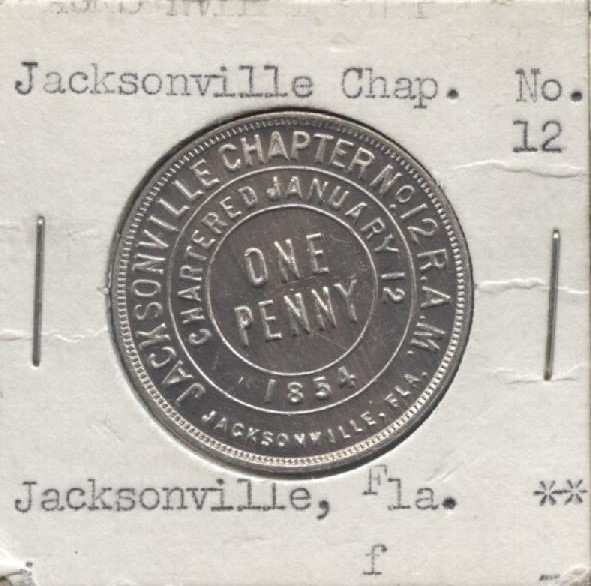 Jacksonville Chap. No.
12
JACKSONVILLE CHAPTER No 12 R.A.M.
JACKSONVILLE, FLA.
CHARTERED JANUARY 12
1854
ONE
PENNY
Jacksonville, Fla. **
f